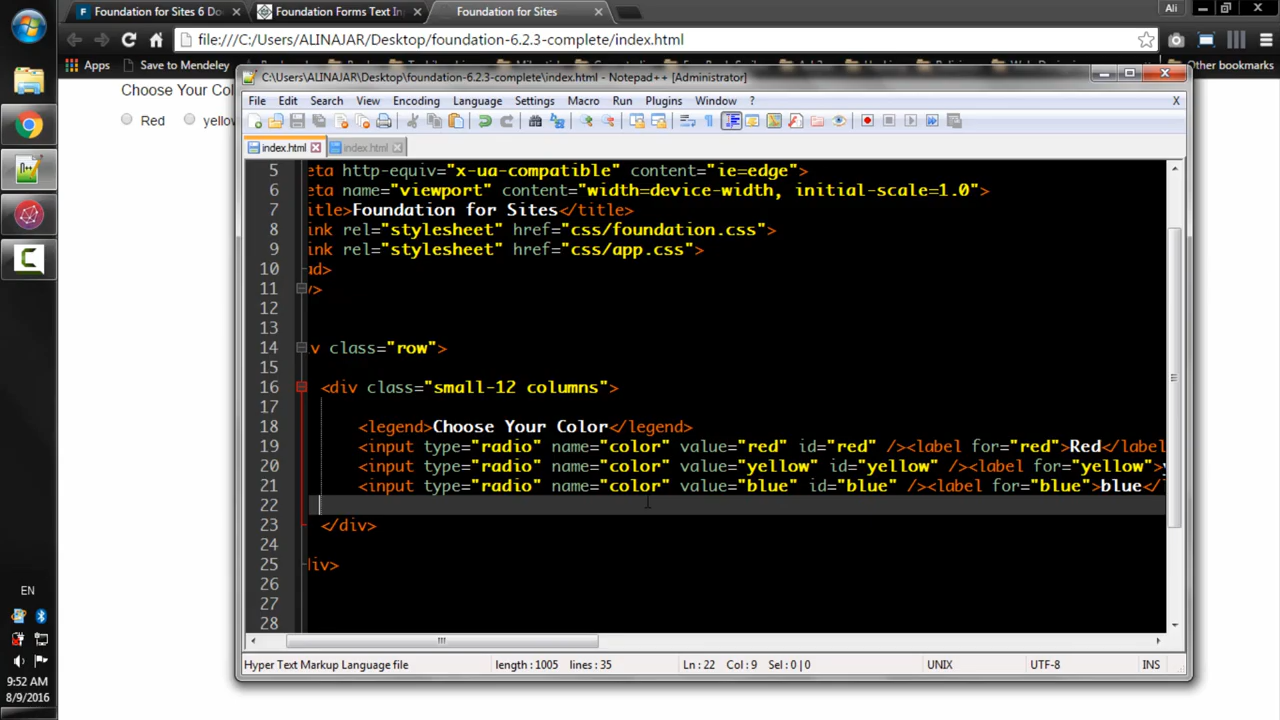 Foundation for Sites 6 Do
Foundation Forms Text In
Foundation for Sites
Ali
file:///C:/Users/ALINAJAR/Desktop/foundation-6.2.3-complete/index.html
Apps
Save to Mendeley
Other bookmarks
Choose Your Col
Red
yellow
C:\Users\ALINAJAR\Desktop\foundation-6.2.3-complete\index.html - Notepad++ [Administrator]
File Edit Search View Encoding Language Settings Macro Run Plugins Window ?
X
index.html
index.html
5 eta http-equiv="x-ua-compatible" content="ie=edge">
6 eta name="viewport" content="width=device-width, initial-scale=1.0">
7 itle>Foundation for Sites</title>
8 ink rel="stylesheet" href="css/foundation.css">
9 ink rel="stylesheet" href="css/app.css">
10 ad>
11 y>
12
13
14 v class="row">
15
16 <div class="small-12 columns">
17
18 <legend>Choose Your Color</legend>
19 <input type="radio" name="color" value="red" id="red" /><label for="red">Red</label
20 <input type="radio" name="color" value="yellow" id="yellow" /><label for="yellow">y
21 <input type="radio" name="color" value="blue" id="blue" /><label for="blue">blue</
22
23 </div>
24
25 div>
26
27
28
Hyper Text Markup Language file
length : 1005 lines : 35
Ln : 22 Col : 9 Sel : 0 | 0
UNIX
UTF-8
INS
EN
9:52 AM
8/9/2016